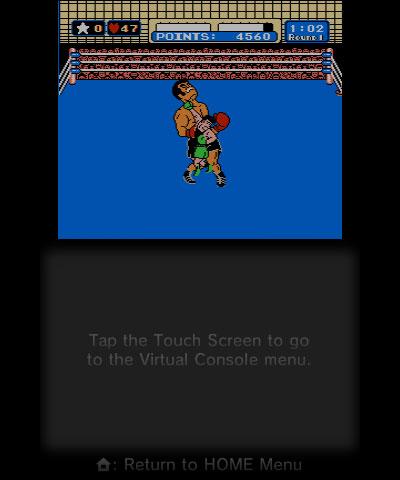 0 47 1:02
POINTS: 4560 Round 1
Tap the Touch Screen to go
to the Virtual Console menu.
: Return to HOME Menu